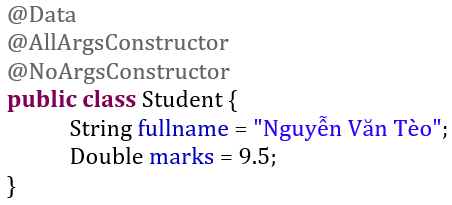 @Data
@AllArgsConstructor
@NoArgsConstructor
public class Student {
String fullname = "Nguyễn Văn Tèo";
Double marks = 9.5;
}